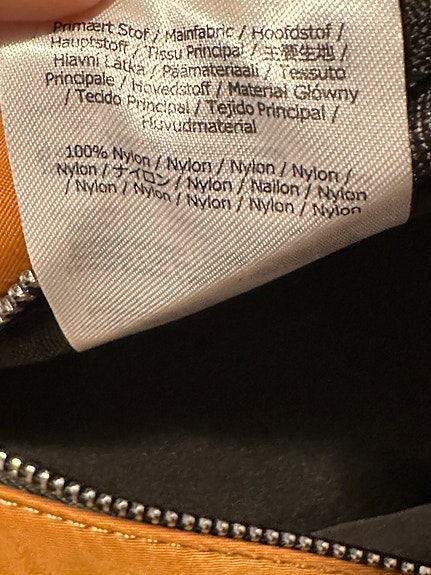 Primært Stof / Mainfabric / Hoofdstof /
Hauptstoff / Tissu Principal / 主要生地 /
Hlavni Latka / Päämateriaali / Tessuto
Principale / Hovedstoff / Materiał Główny
/ Tecido Principal / Tejido Principal /
Huvudmaterial
100% Nylon / Nylon / Nylon / Nylon /
Nylon / ナイロン / Nylon / Nailon / Nylon
/ Nylon / Nylon / Nylon / Nylon / Nylon